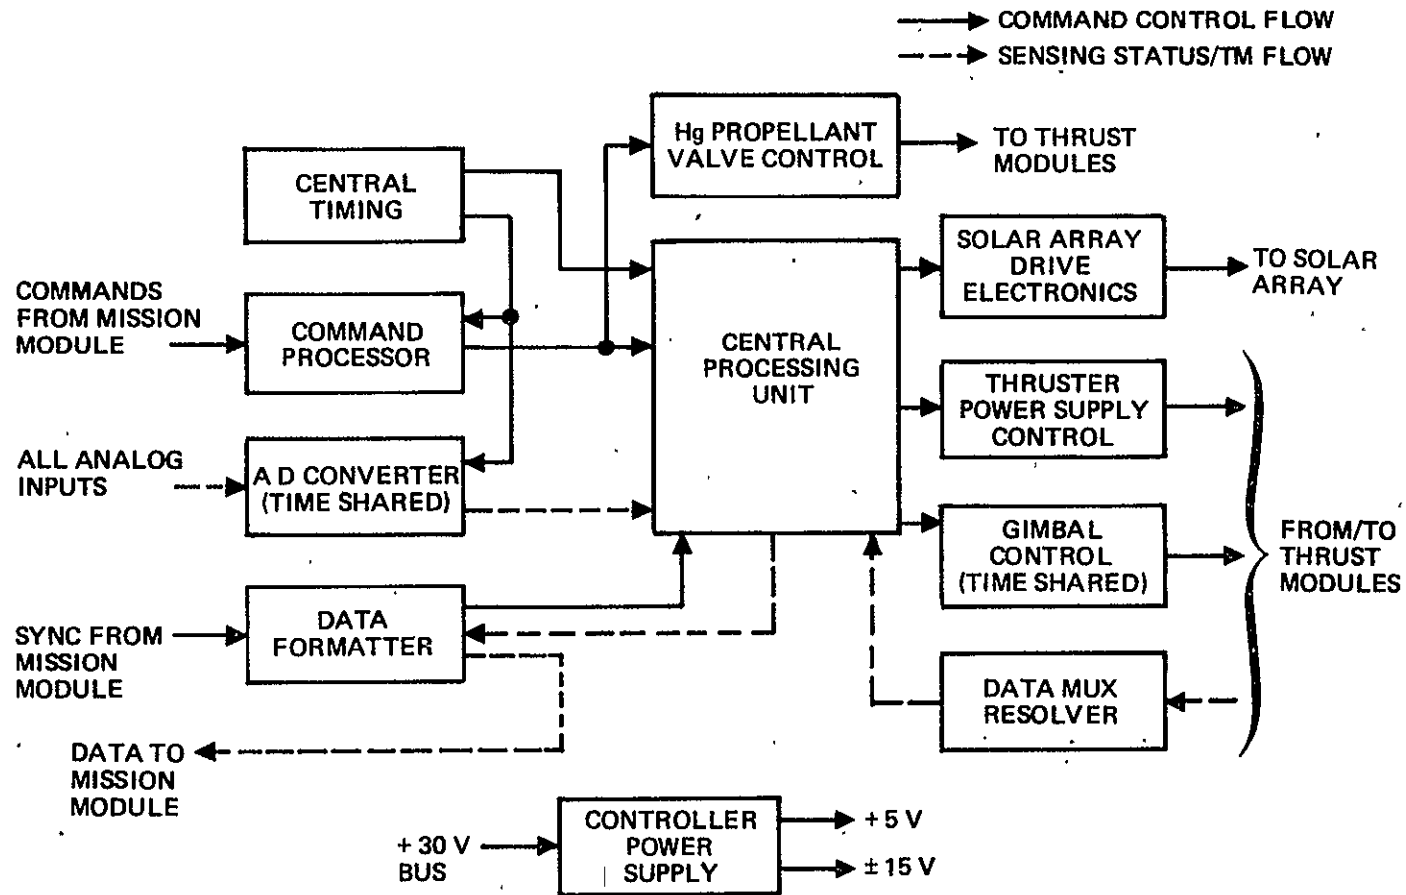 COMMAND CONTROL FLOW
SENSING STATUS/TM FLOW
Hg PROPELLANT
VALVE CONTROL
TO THRUST
MODULES
CENTRAL
TIMING
SOLAR ARRAY
DRIVE
ELECTRONICS
TO SOLAR
ARRAY
COMMANDS
FROM MISSION
MODULE
COMMAND
PROCESSOR
CENTRAL
PROCESSING
UNIT
THRUSTER
POWER SUPPLY
CONTROL
ALL ANALOG
INPUTS
A D CONVERTER
(TIME SHARED)
GIMBAL
CONTROL
(TIME SHARED)
FROM/TO
THRUST
MODULES
SYNC FROM
MISSION
MODULE
DATA
FORMATTER
DATA MUX
RESOLVER
DATA TO
MISSION
MODULE
+ 30 V
BUS
CONTROLLER
POWER
SUPPLY
+ 5 V
± 15 V